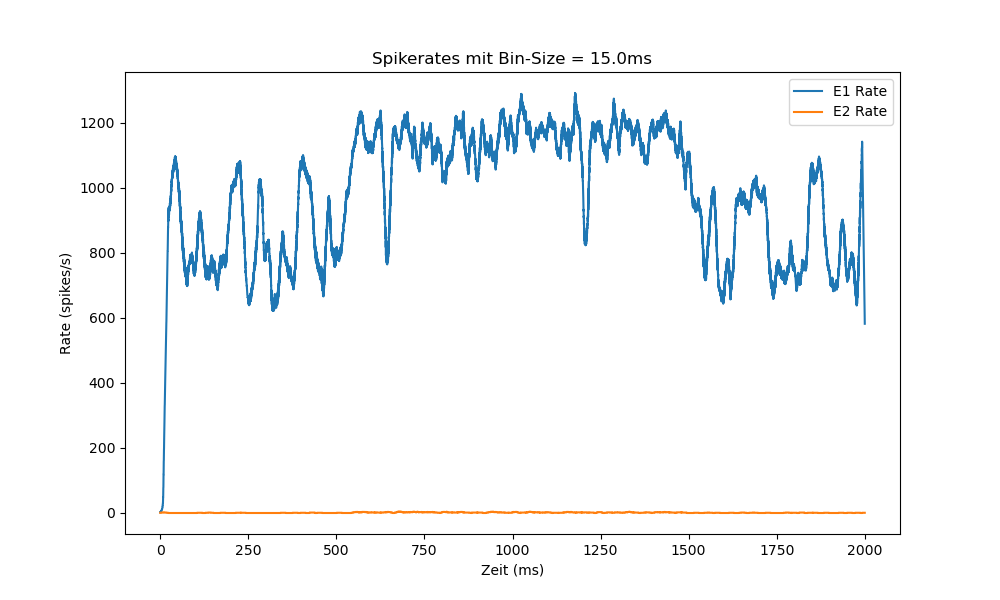 Spikerates mit Bin-Size = 15.0ms
E1 Rate
E2 Rate
Rate (spikes/s)
1200
1000
800
600
400
200
0
0 250 500 750 1000 1250 1500 1750 2000
Zeit (ms)